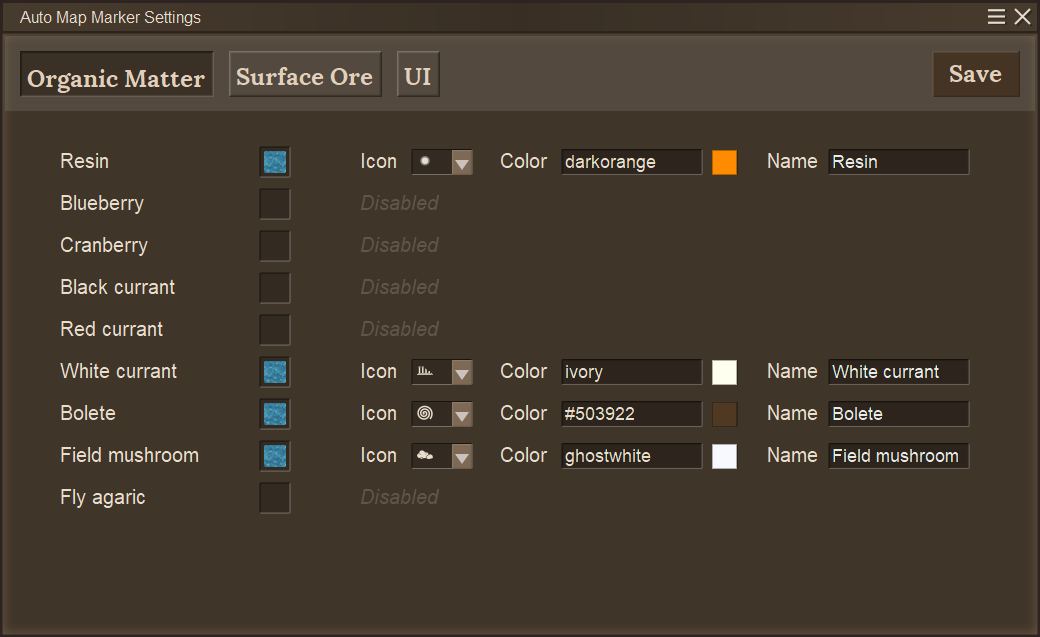 Auto Map Marker Settings
Organic Matter Surface Ore UI Save
Resin Icon Color darkorange Name Resin
Blueberry Disabled
Cranberry Disabled
Black currant Disabled
Red currant Disabled
White currant Icon Color ivory Name White currant
Bolete Icon Color #503922 Name Bolete
Field mushroom Icon Color ghostwhite Name Field mushroom
Fly agaric Disabled